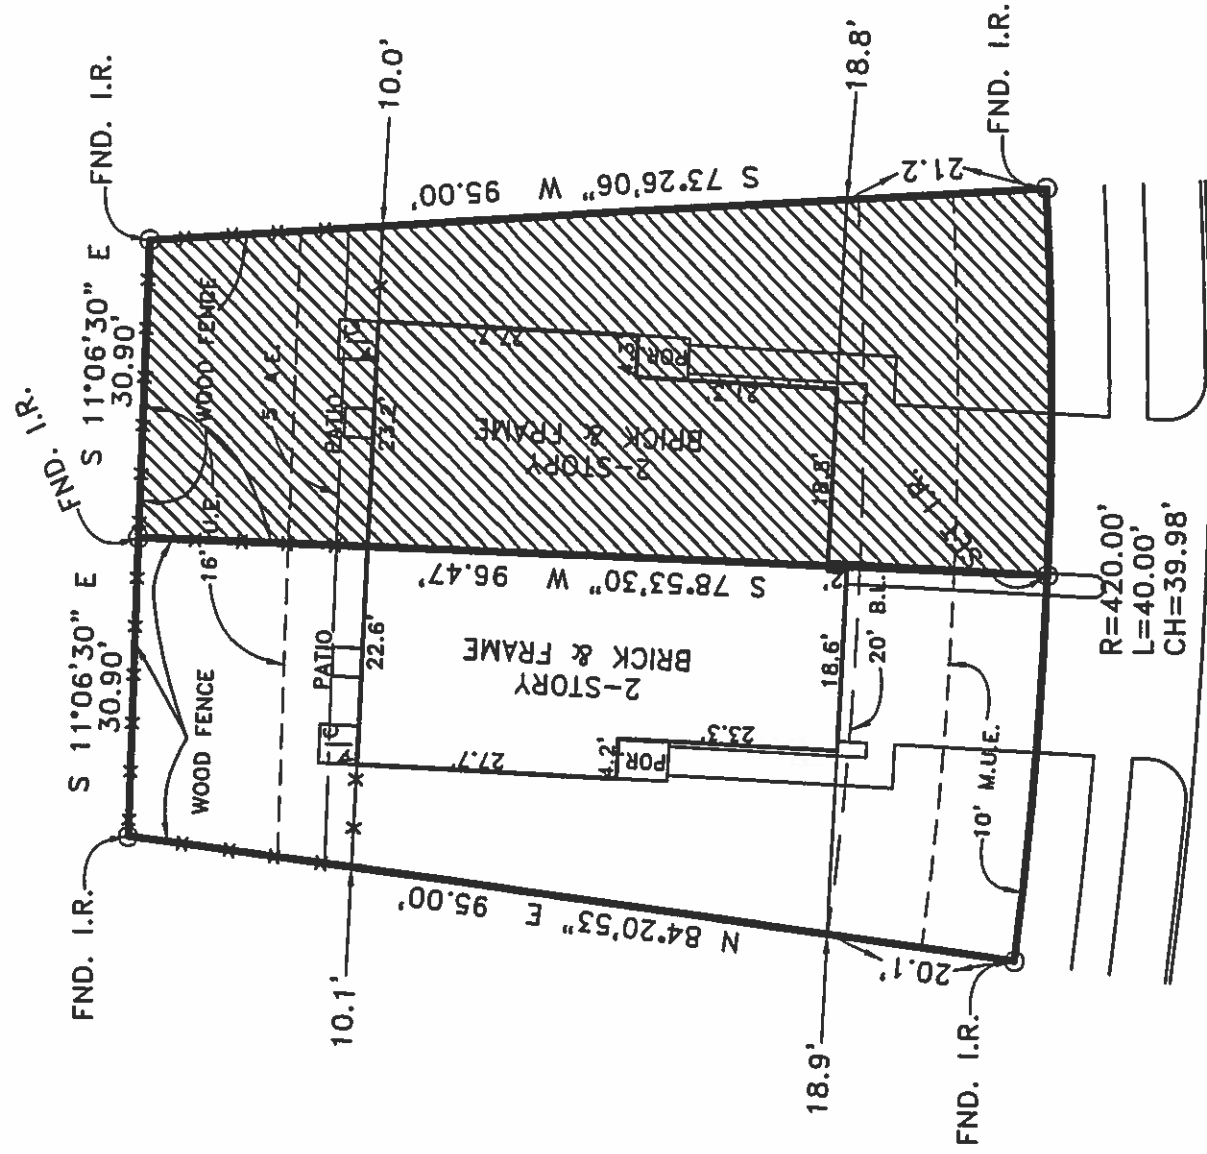 FND. I.R.
S 11°06'30" E
30.90'
FND. I.R.
S 11°06'30" E
30.90'
FND. I.R.
WOOD FENCE
WOOD FENCE
16' U.E.
5' A.E.
10.0'
10.1'
PATIO
PATIO
A/C
A/C
22.6'
23.2'
N 84°20'53" E 95.00'
S 78°53'30" W 96.47'
S 73°26'06" W 95.00'
2-STORY
BRICK & FRAME
2-STORY
BRICK & FRAME
27.7'
4.2'
POR.
23.3'
POR.
18.6'
18.8'
18.9'
18.8'
20' B.L.
20.1'
21.2
10' M.U.E.
FND. I.R.
FND. I.R.
R=420.00'
L=40.00'
CH=39.98'